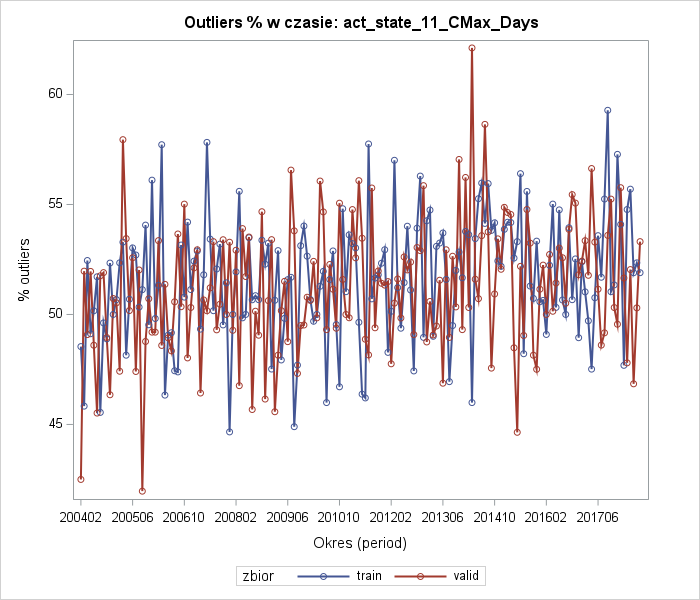 Outliers % w czasie: act_state_11_CMax_Days
% outliers
60
55
50
45
200402 200506 200610 200802 200906 201010 201202 201306 201410 201602 201706
Okres (period)
zbior train valid